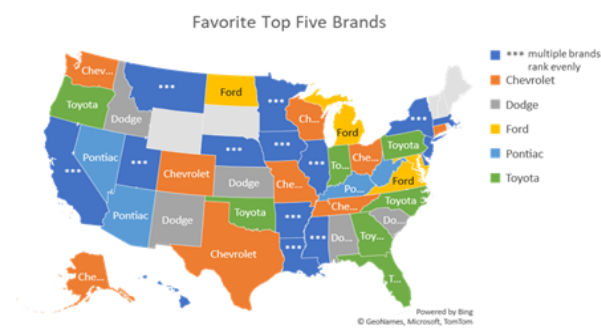 Favorite Top Five Brands
*** multiple brands
rank evenly
Chevrolet
Dodge
Ford
Pontiac
Toyota
Chev...
***
Ford
***
Toyota
Dodge
Ch...
Ford
***
Pontiac
***
Chevrolet
***
***
***
To...
Che...
Toyota
***
Dodge
Che...
Po...
Ford
Pontiac
Dodge
Toyota
***
Che...
Toyota
Chevrolet
***
***
Do...
Toy...
Do...
Che...
T...
***
Powered by Bing
© GeoNames, Microsoft, TomTom